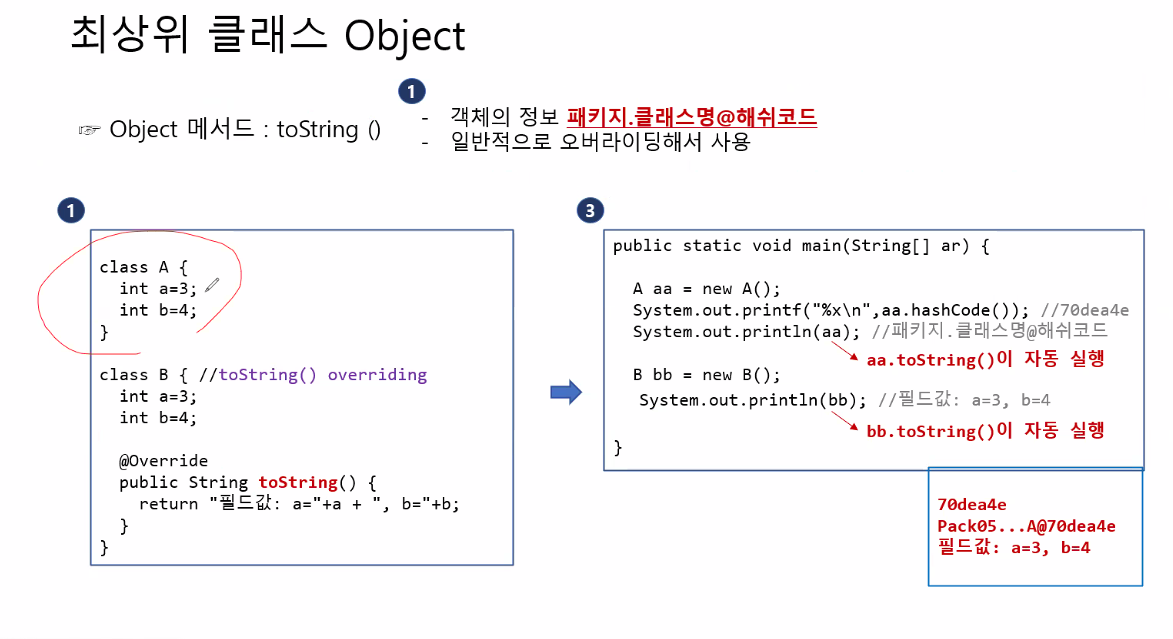 최상위 클래스 Object
1
☞ Object 메서드 : toString ()
- 객체의 정보 패키지.클래스명@해쉬코드
- 일반적으로 오버라이딩해서 사용
1
class A {
int a=3;
int b=4;
}
class B { //toString() overriding
int a=3;
int b=4;
@Override
public String toString() {
return "필드값: a="+a + ", b="+b;
}
}
3
public static void main(String[] ar) {
A aa = new A();
System.out.printf("%x\n",aa.hashCode()); //70dea4e
System.out.println(aa); //패키지.클래스명@해쉬코드
aa.toString()이 자동 실행
B bb = new B();
System.out.println(bb); //필드값: a=3, b=4
bb.toString()이 자동 실행
}
70dea4e
Pack05...A@70dea4e
필드값: a=3, b=4